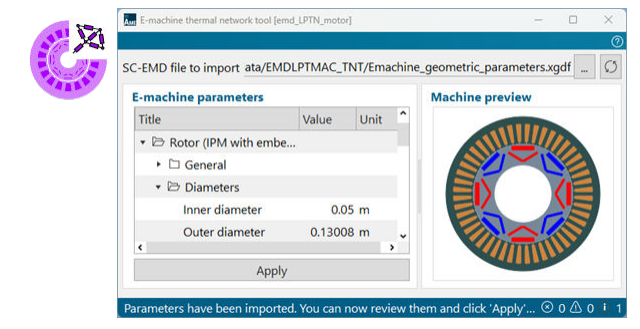 AME E-machine thermal network tool [emd_LPTN_motor]
SC-EMD file to import ata/EMDLPTMAC_TNT/Emachine_geometric_parameters.xgdf ...
E-machine parameters
Machine preview
Title Value Unit
Rotor (IPM with embe...
General
Diameters
Inner diameter 0.05 m
Outer diameter 0.13008 m
Apply
Parameters have been imported. You can now review them and click 'Apply'... 0 0 1